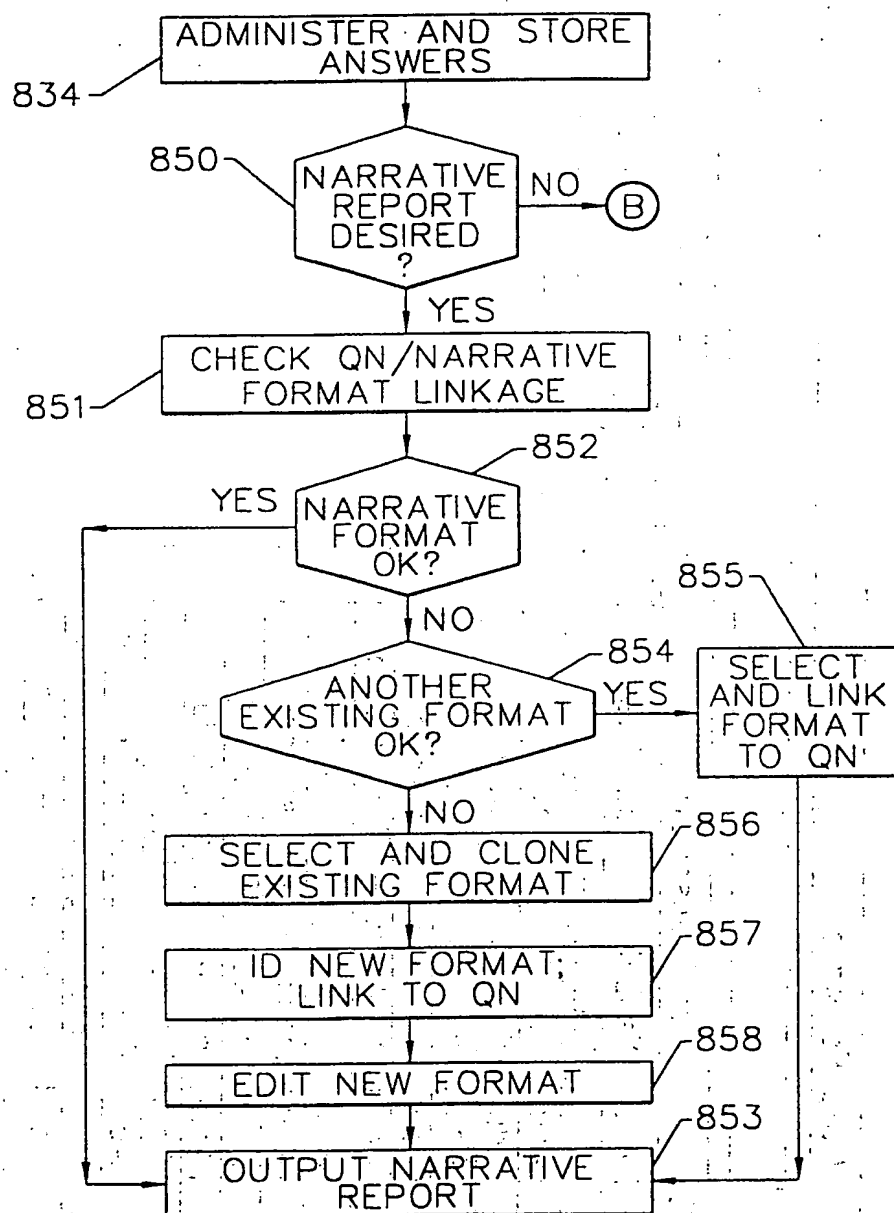 ADMINISTER AND STORE
ANSWERS
834
850
NARRATIVE
REPORT
DESIRED
?
NO
B
YES
CHECK QN/NARRATIVE
FORMAT LINKAGE
851
852
YES
NARRATIVE
FORMAT
OK?
NO
855
854
ANOTHER
EXISTING FORMAT
OK?
YES
SELECT
AND LINK
FORMAT
TO QN
NO
856
SELECT AND CLONE
EXISTING FORMAT
857
ID NEW FORMAT;
LINK TO QN
858
EDIT NEW FORMAT
853
OUTPUT NARRATIVE
REPORT